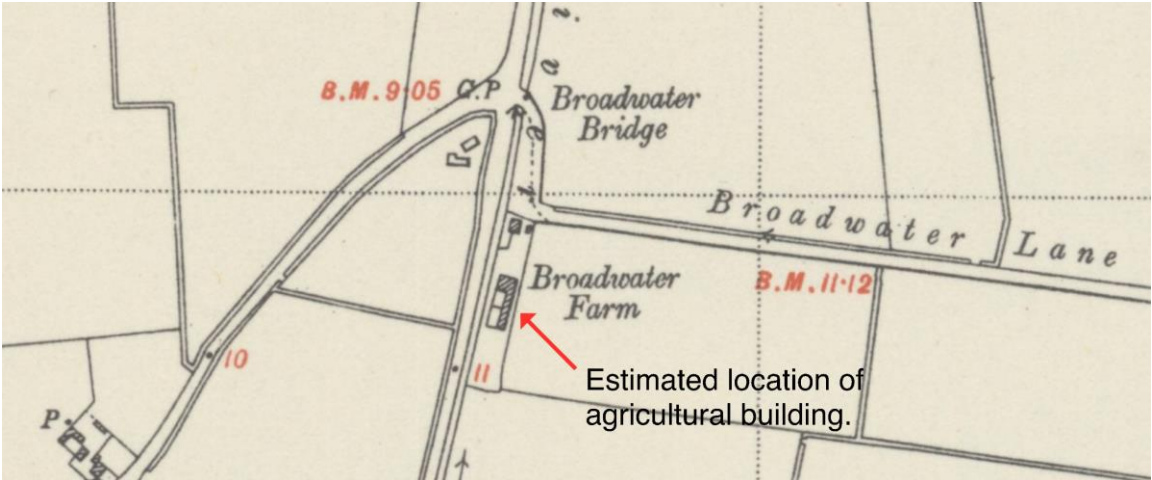 B.M. 9·05 G.P
Broadwater
Bridge
Broadwater Lane
B.M. 11·12
Broadwater
Farm
10
11
P
Estimated location of
agricultural building.